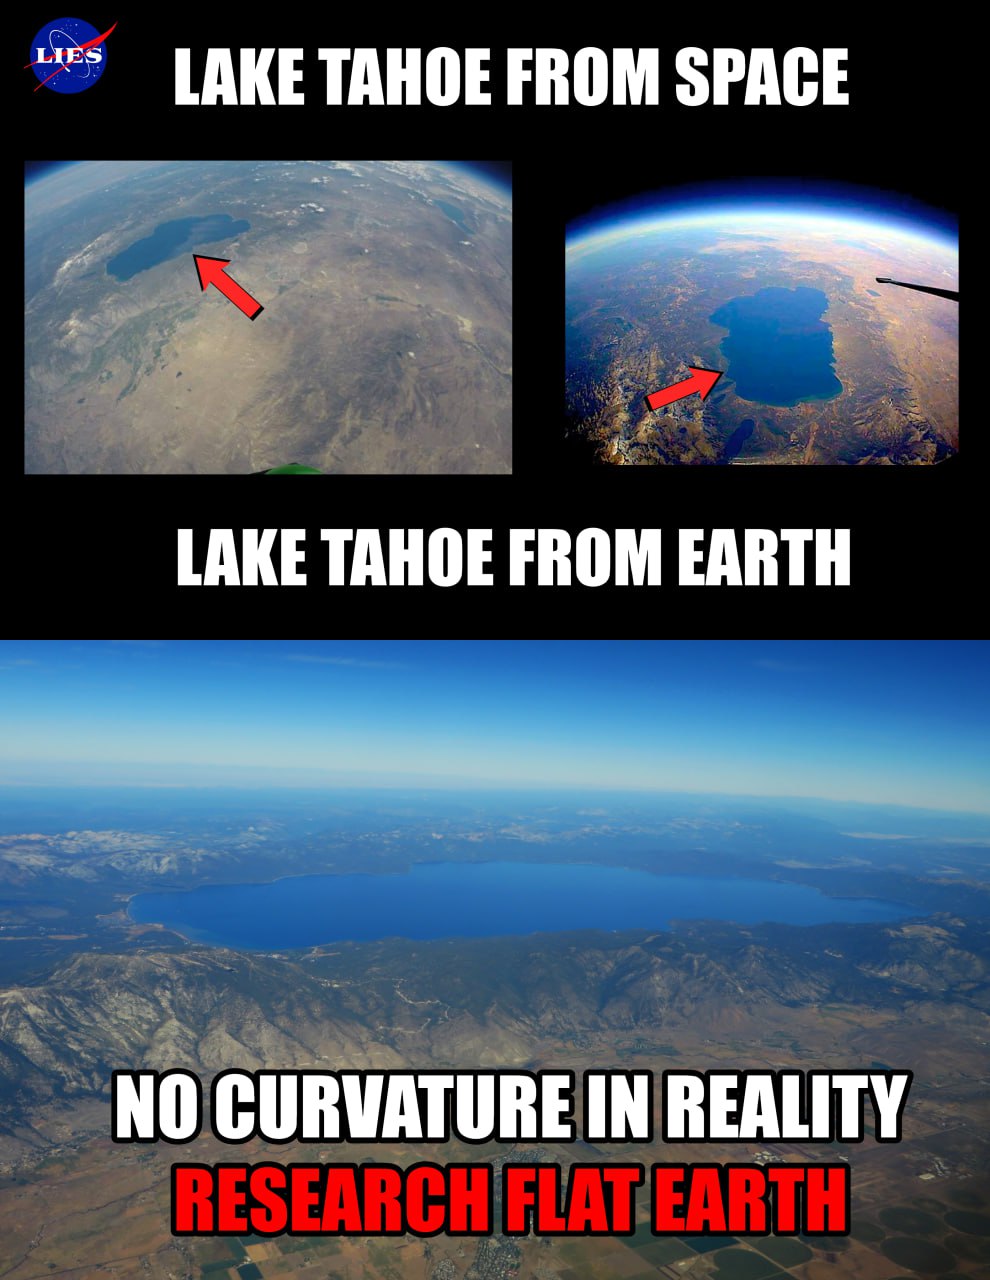 LIES
LAKE TAHOE FROM SPACE
LAKE TAHOE FROM EARTH
NO CURVATURE IN REALITY
RESEARCH FLAT EARTH